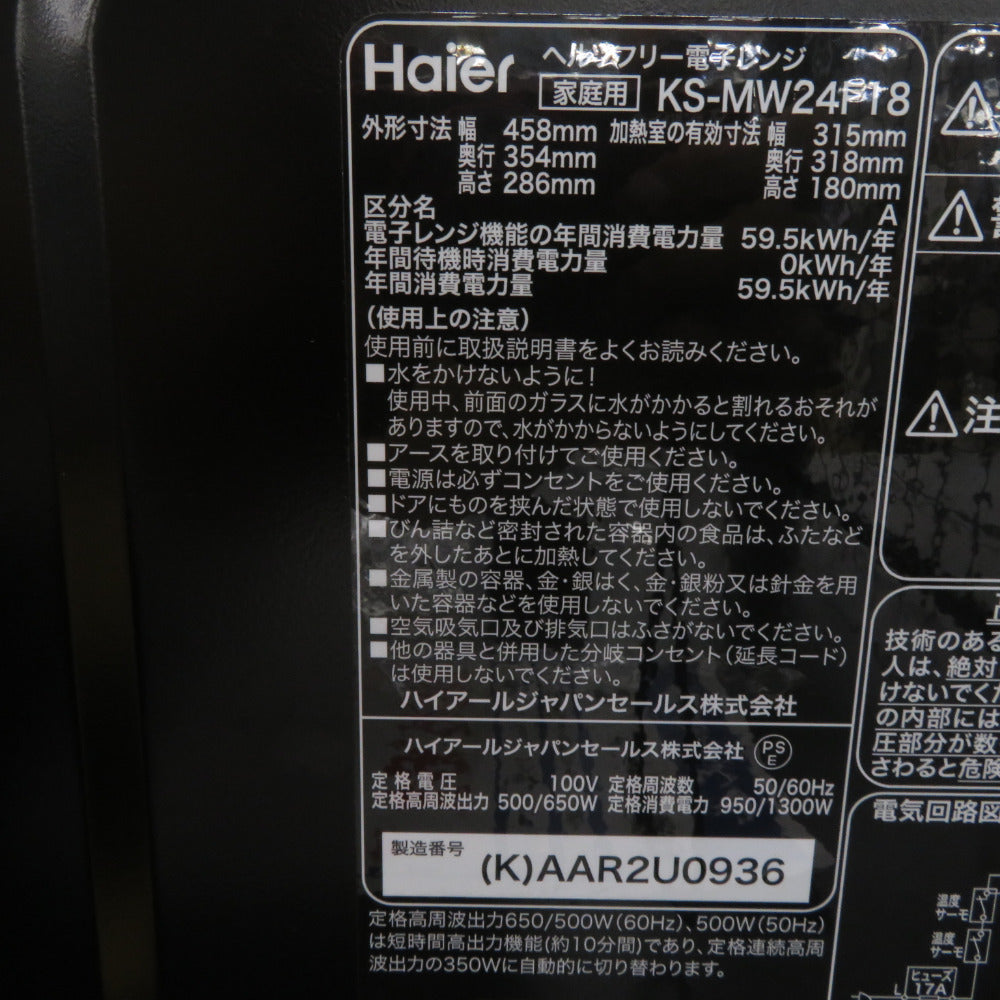 Haier ヘルツフリー電子レンジ
家庭用 KS-MW24F18
外形寸法 幅 458mm 加熱室の有効寸法 幅 315mm
奥行 354mm 奥行 318mm
高さ 286mm 高さ 180mm
区分名 A
電子レンジ機能の年間消費電力量 59.5kWh/年
年間待機時消費電力量 0kWh/年
年間消費電力量 59.5kWh/年
(使用上の注意)
使用前に取扱説明書をよくお読みください。
■水をかけないように!
使用中、前面のガラスに水がかかると割れるおそれが
ありますので、水がかからないようにしてください。
■アースを取り付けてご使用ください。
■電源は必ずコンセントをご使用ください。
■ドアにものを挟んだ状態で使用しないでください。
■びん詰など密封された容器内の食品は、ふたなど
を外したあとに加熱してください。
■金属製の容器、金・銀はく、金・銀粉又は針金を用
いた容器などを使用しないでください。
■空気吸気口及び排気口はふさがないでください。
■他の器具と併用した分岐コンセント(延長コード)
は使用しないでください。
ハイアールジャパンセールス株式会社
ハイアールジャパンセールス株式会社 PSE
定格電圧 100V 定格周波数 50/60Hz
定格高周波出力 500/650W 定格消費電力 950/1300W
製造番号
(K)AAR2U0936
定格高周波出力650/500W(60Hz)、500W(50Hz)
は短時間高出力機能(約10分間)であり、定格連続高周
波出力の350Wに自動的に切り替わります。
注
技術のある
人は、絶対
けないでくだ
の内部には
圧部分が数
さわると危険
電気回路図
温度
サーモ
温度
サーモ
ヒューズ
17A
L